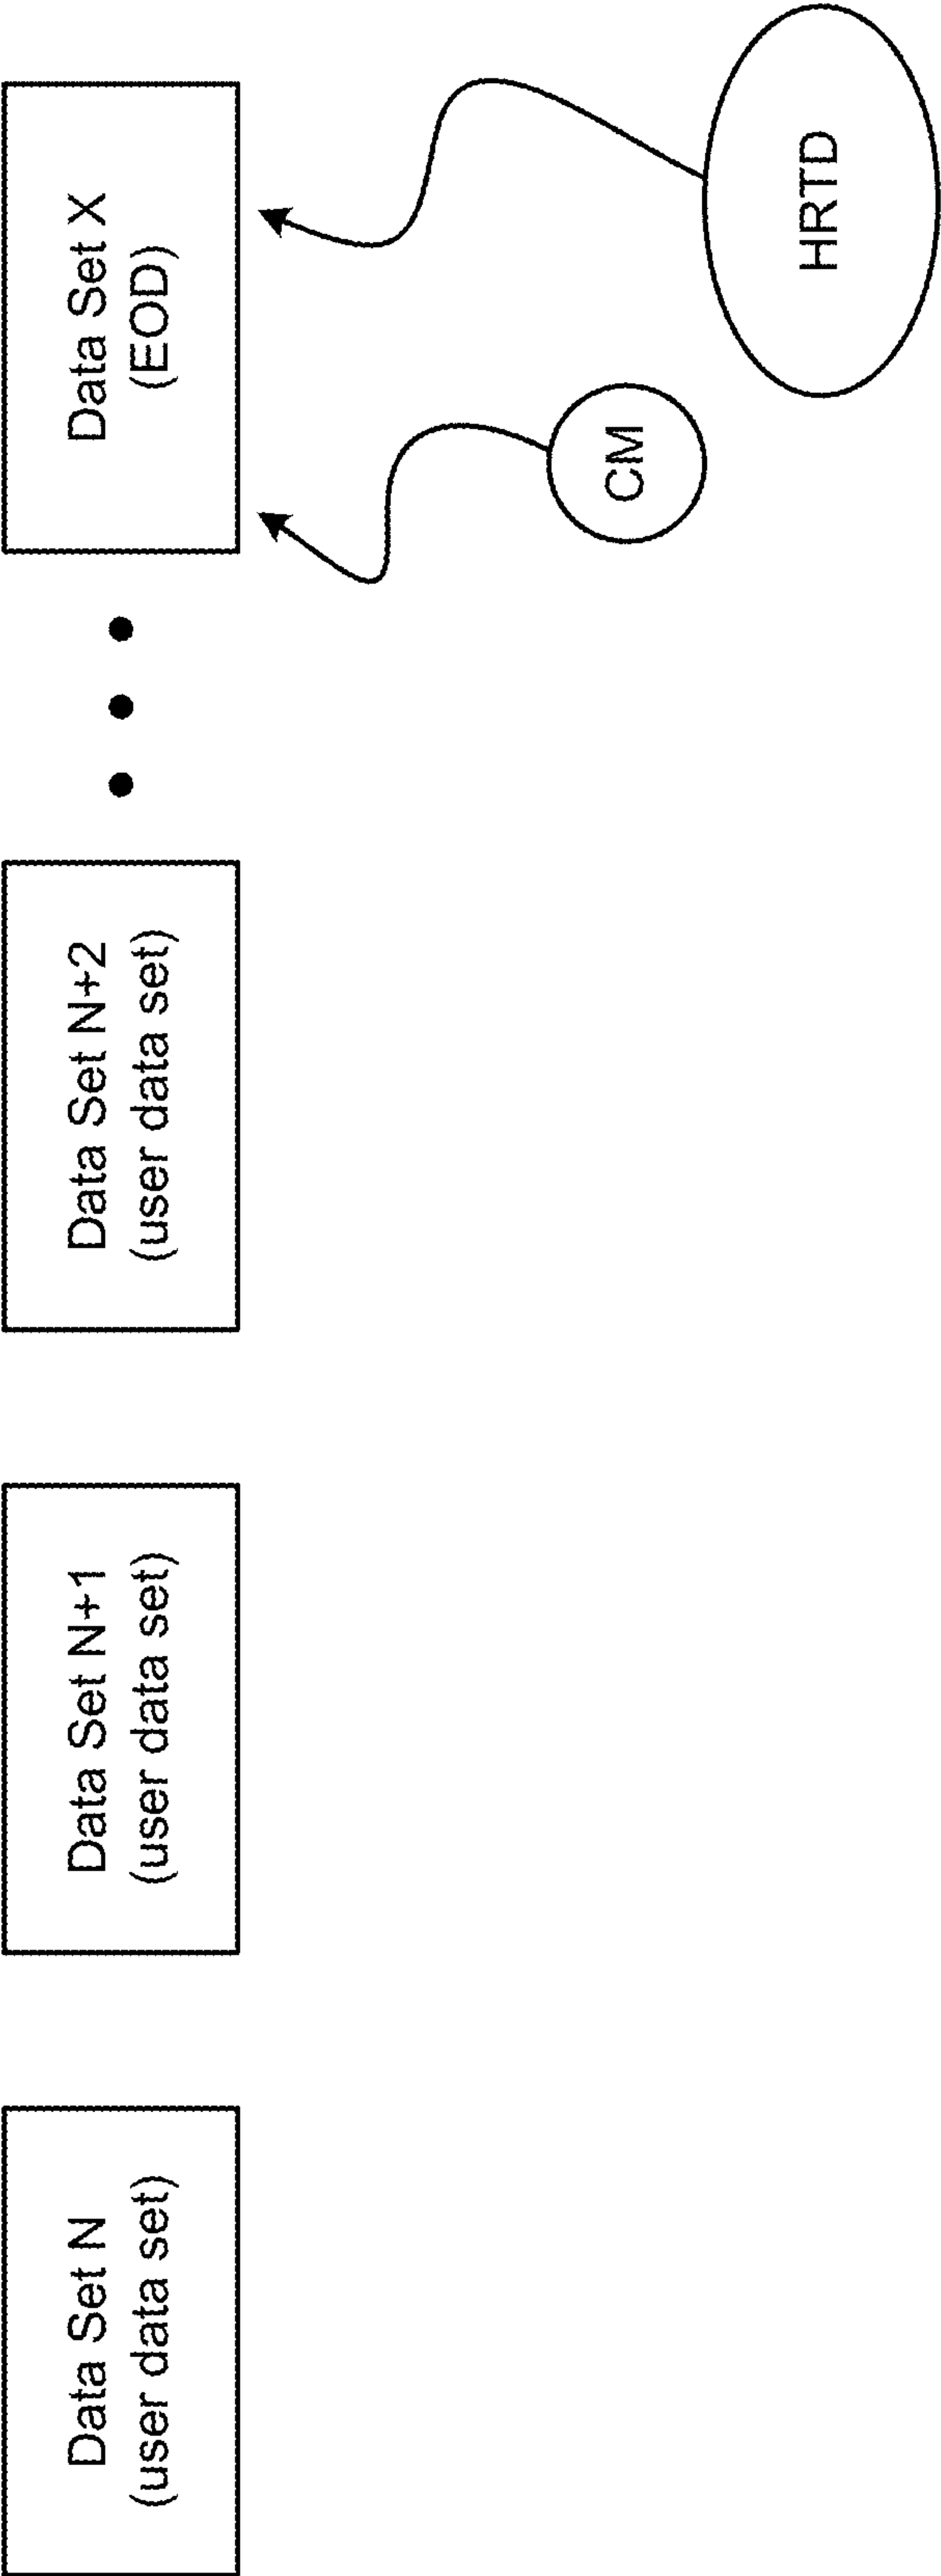 Data Set N
(user data set)
Data Set N+1
(user data set)
Data Set N+2
(user data set)
Data Set X
(EOD)
CM
HRTD